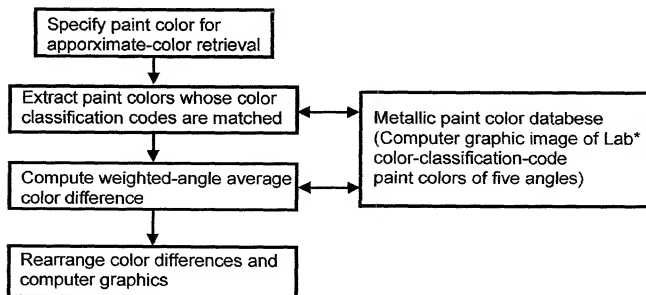 Specify paint color for
apporximate-color retrieval
Extract paint colors whose color
classification codes are matched
Metallic paint color databese
(Computer graphic image of Lab*
color-classification-code
paint colors of five angles)
Compute weighted-angle average
color difference
Rearrange color differences and
computer graphics